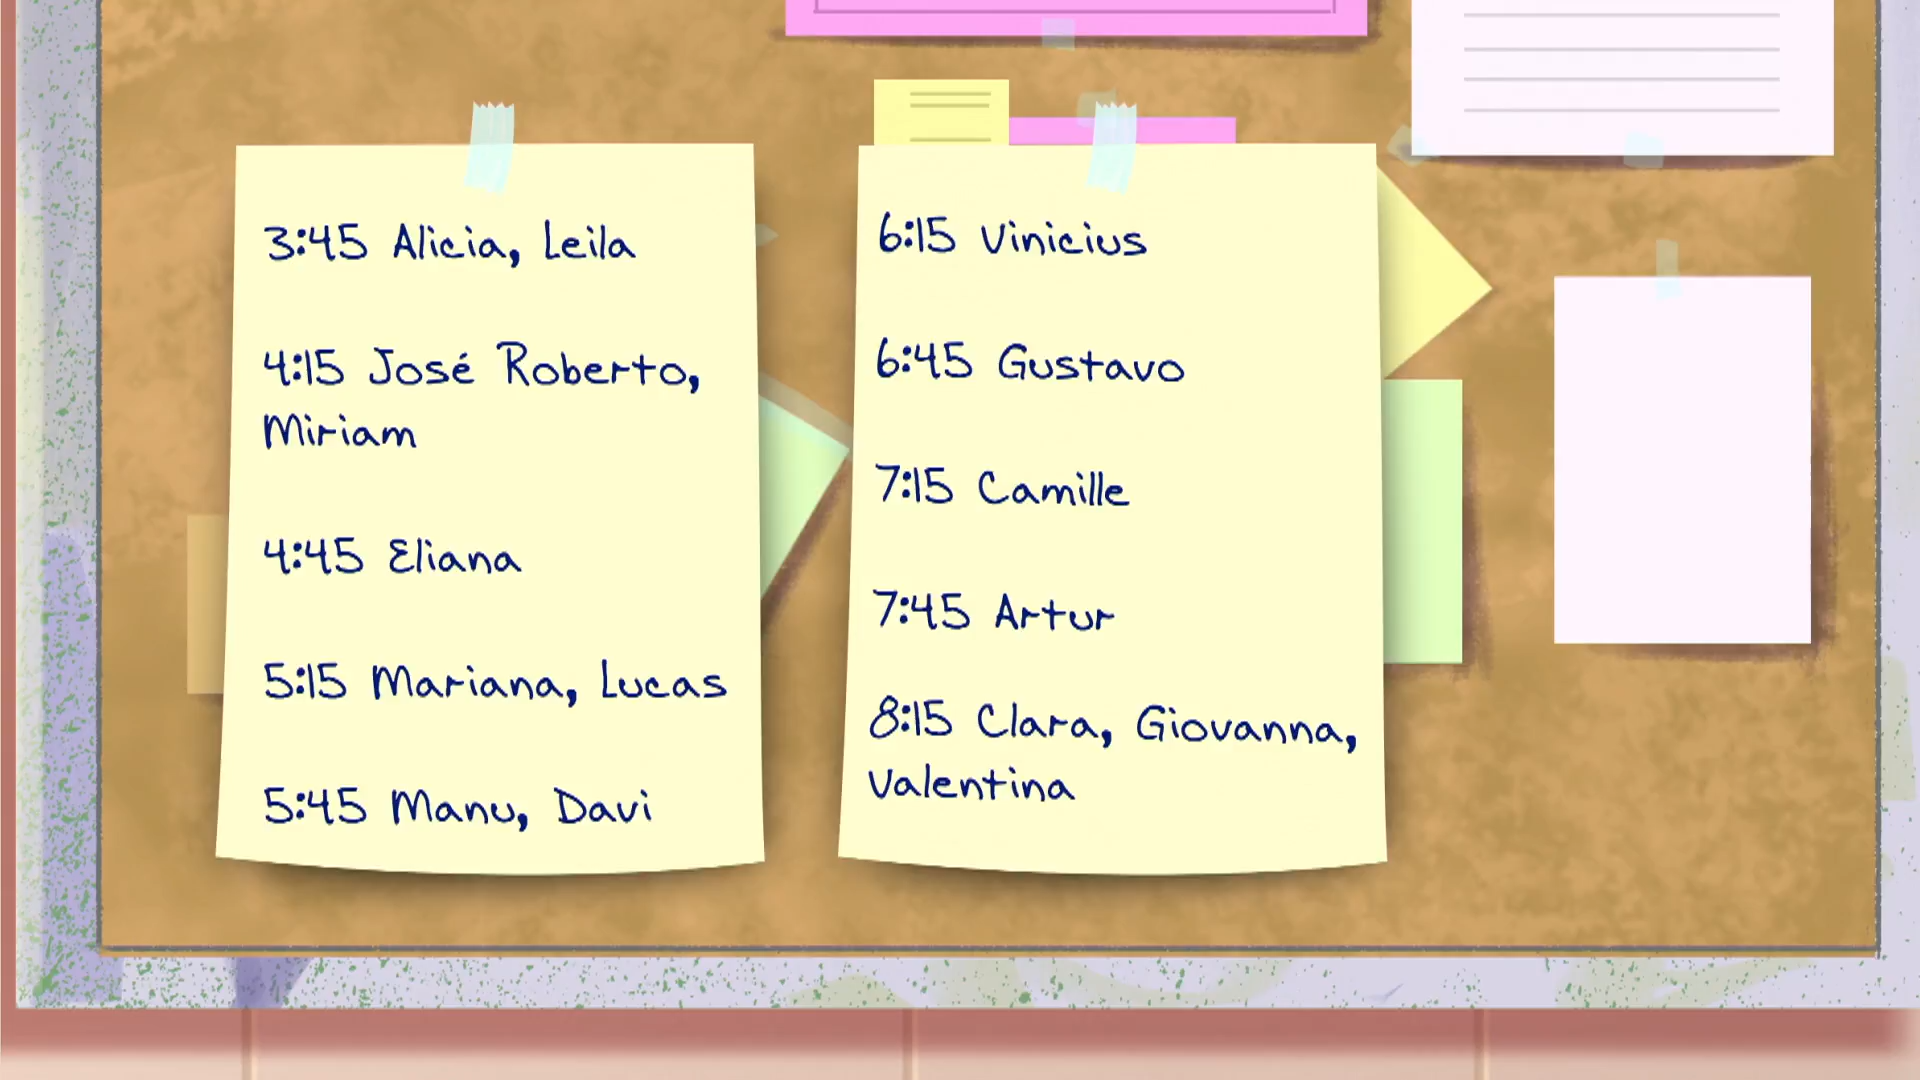 3:45 Alicia, Leila
4:15 José Roberto,
Miriam
4:45 Eliana
5:15 Mariana, Lucas
5:45 Manu, Davi
6:15 Vinicius
6:45 Gustavo
7:15 Camille
7:45 Artur
8:15 Clara, Giovanna,
Valentina